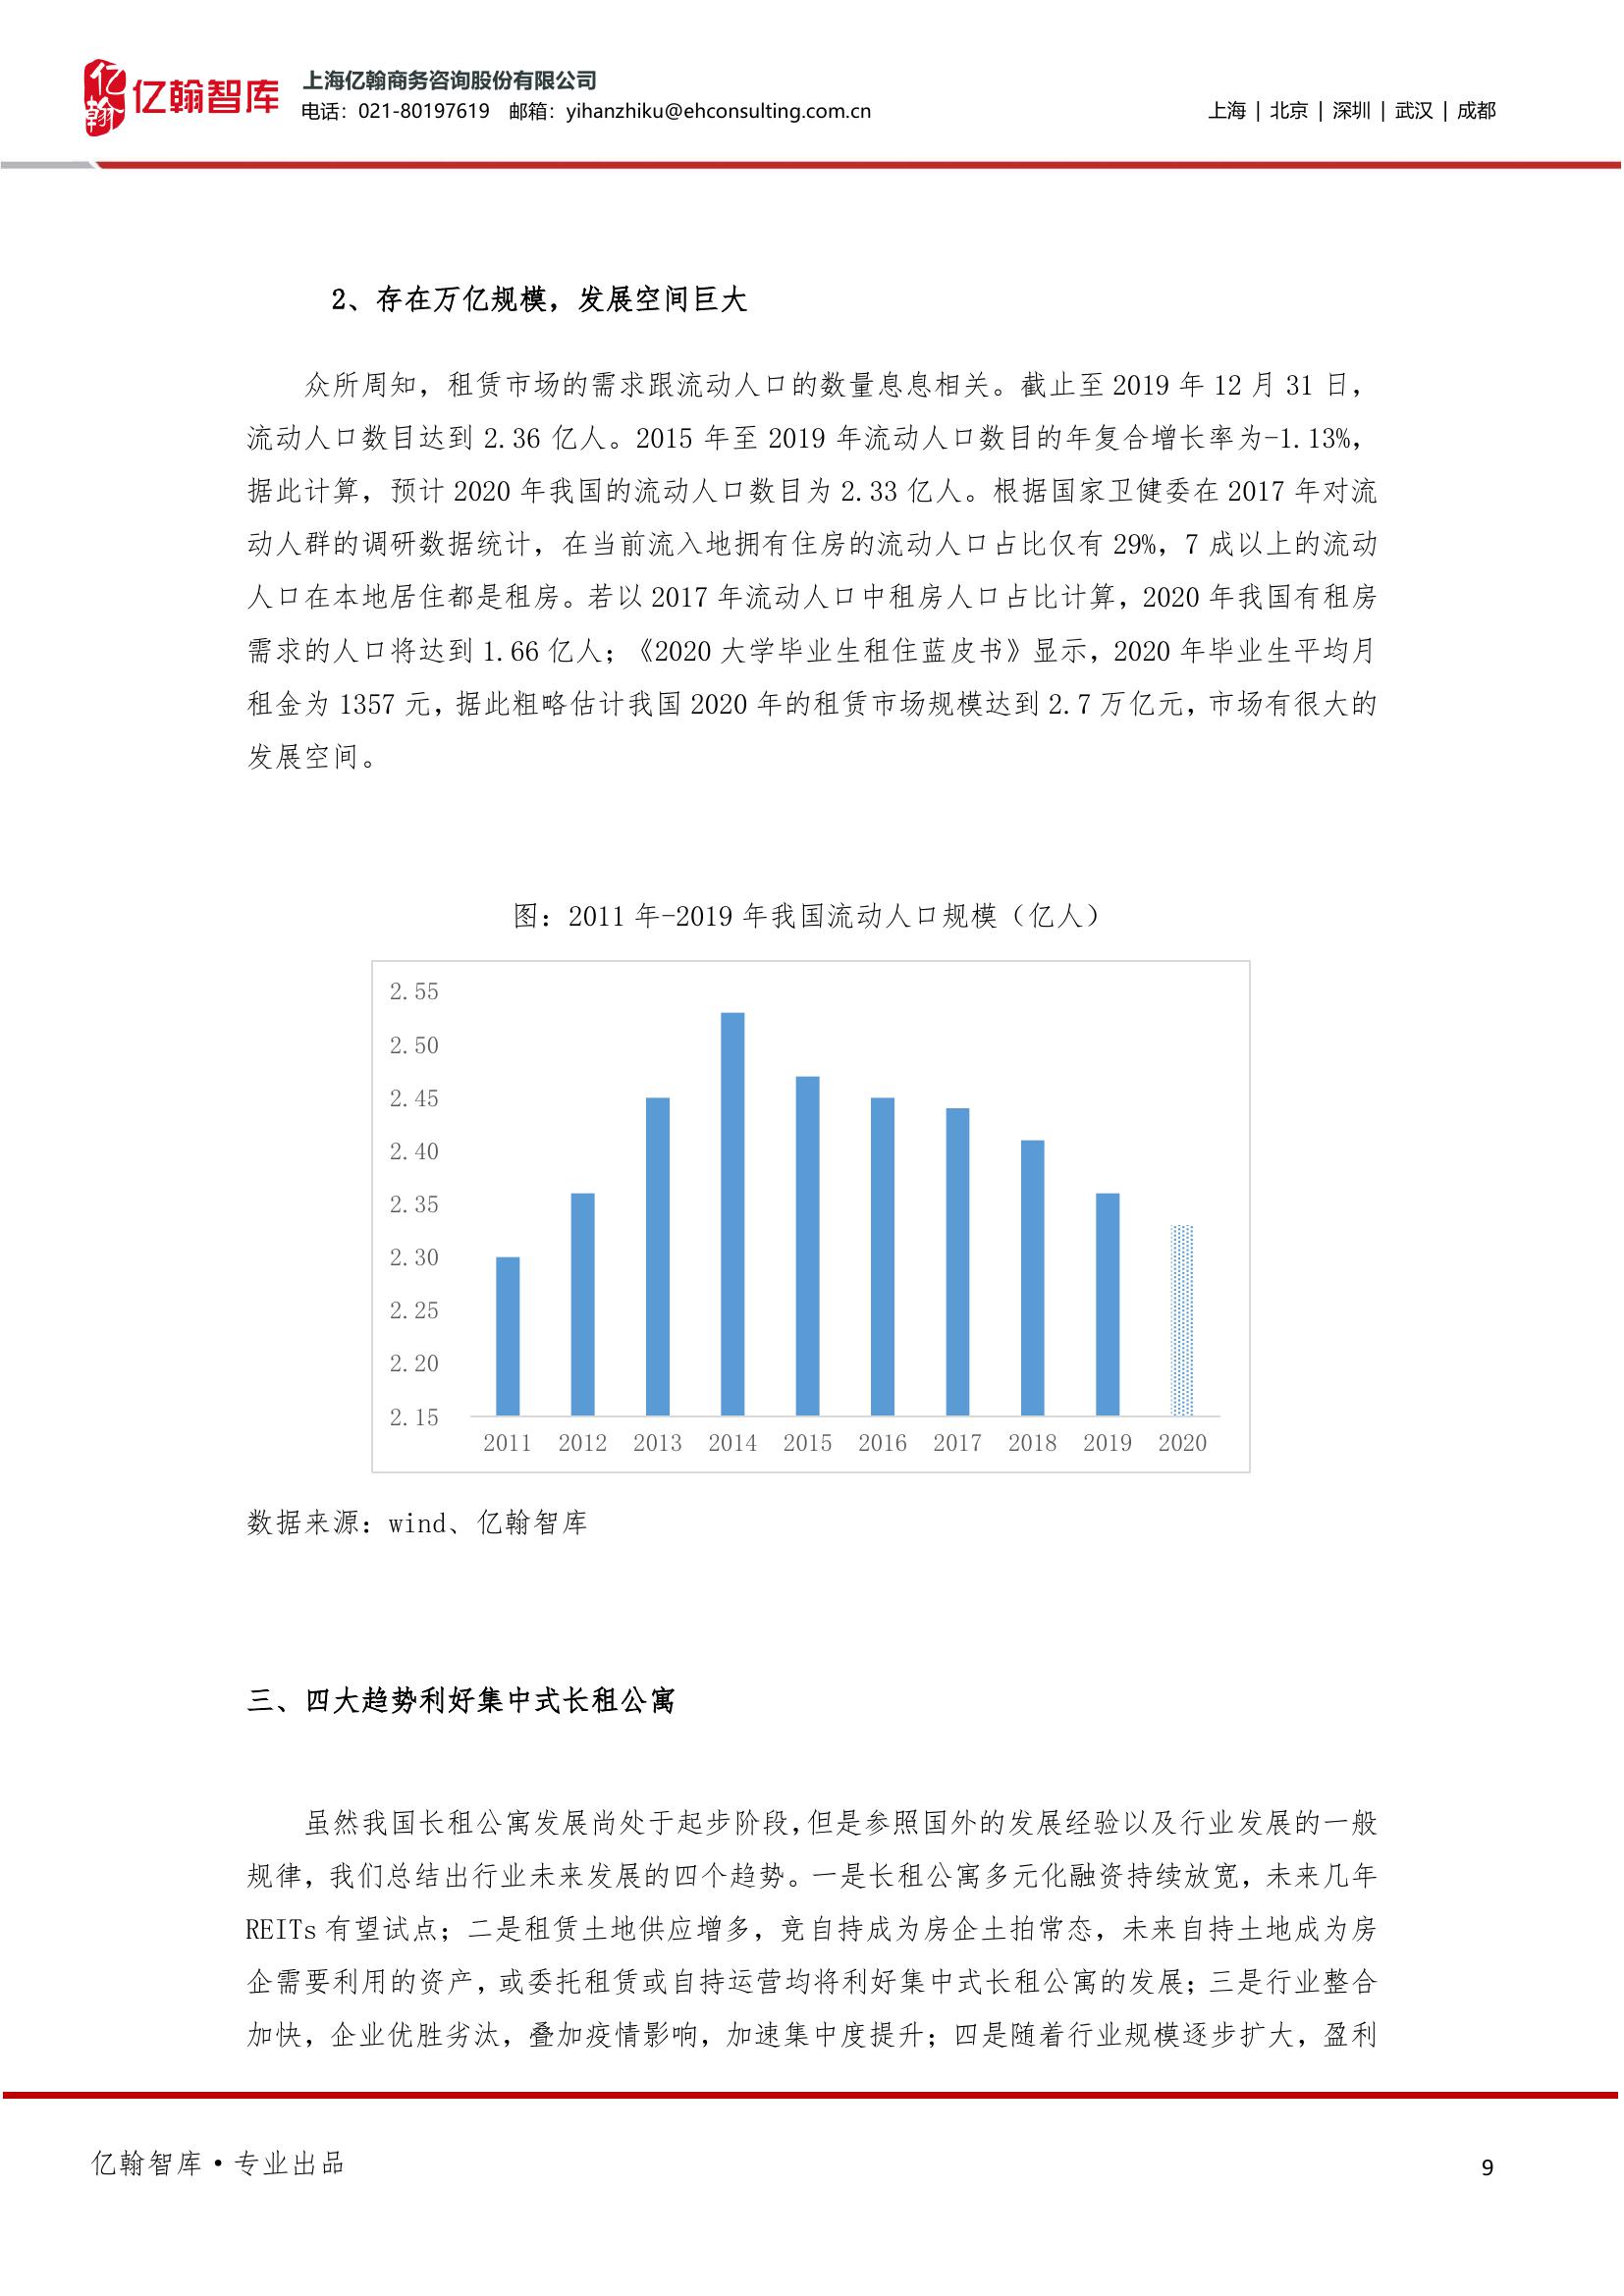 亿翰
亿翰智库
上海亿翰商务咨询股份有限公司
电话：021-80197619 邮箱：yihanzhiku@ehconsulting.com.cn
上海 | 北京 | 深圳 | 武汉 | 成都
2、存在万亿规模，发展空间巨大
众所周知，租赁市场的需求跟流动人口的数量息息相关。截止至 2019 年 12 月 31 日，
流动人口数目达到 2.36 亿人。2015 年至 2019 年流动人口数目的年复合增长率为-1.13%，
据此计算，预计 2020 年我国的流动人口数目为 2.33 亿人。根据国家卫健委在 2017 年对流
动人群的调研数据统计，在当前流入地拥有住房的流动人口占比仅有 29%，7 成以上的流动
人口在本地居住都是租房。若以 2017 年流动人口中租房人口占比计算，2020 年我国有租房
需求的人口将达到 1.66 亿人；《2020 大学毕业生租住蓝皮书》显示，2020 年毕业生平均月
租金为 1357 元，据此粗略估计我国 2020 年的租赁市场规模达到 2.7 万亿元，市场有很大的
发展空间。
图：2011 年-2019 年我国流动人口规模（亿人）
2.55
2.50
2.45
2.40
2.35
2.30
2.25
2.20
2.15
2011 2012 2013 2014 2015 2016 2017 2018 2019 2020
数据来源：wind、亿翰智库
三、四大趋势利好集中式长租公寓
虽然我国长租公寓发展尚处于起步阶段，但是参照国外的发展经验以及行业发展的一般
规律，我们总结出行业未来发展的四个趋势。一是长租公寓多元化融资持续放宽，未来几年
REITs 有望试点；二是租赁土地供应增多，竞自持成为房企土拍常态，未来自持土地成为房
企需要利用的资产，或委托租赁或自持运营均将利好集中式长租公寓的发展；三是行业整合
加快，企业优胜劣汰，叠加疫情影响，加速集中度提升；四是随着行业规模逐步扩大，盈利
亿翰智库·专业出品
9